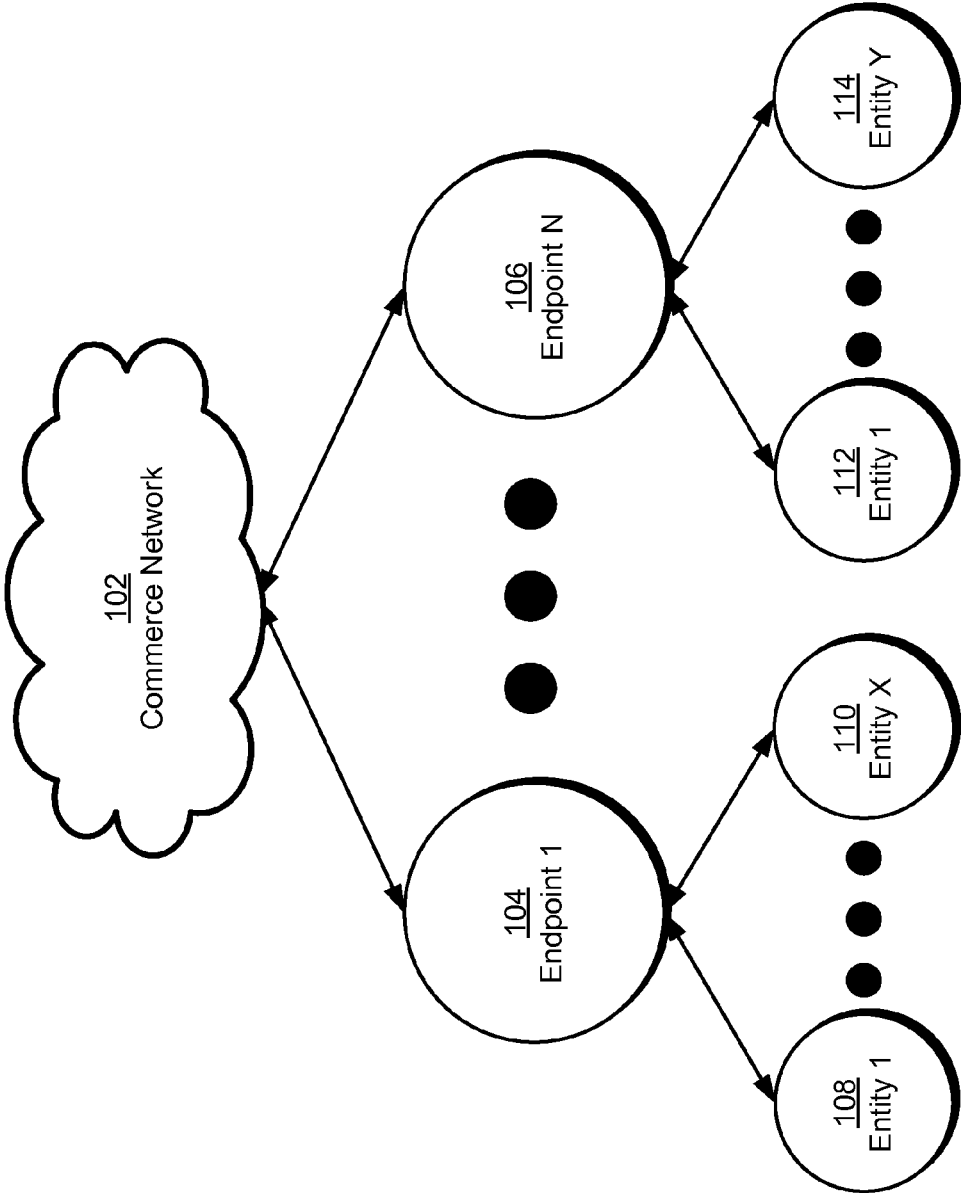 102
Commerce Network
104
Endpoint 1
106
Endpoint N
108
Entity 1
110
Entity X
112
Entity 1
114
Entity Y